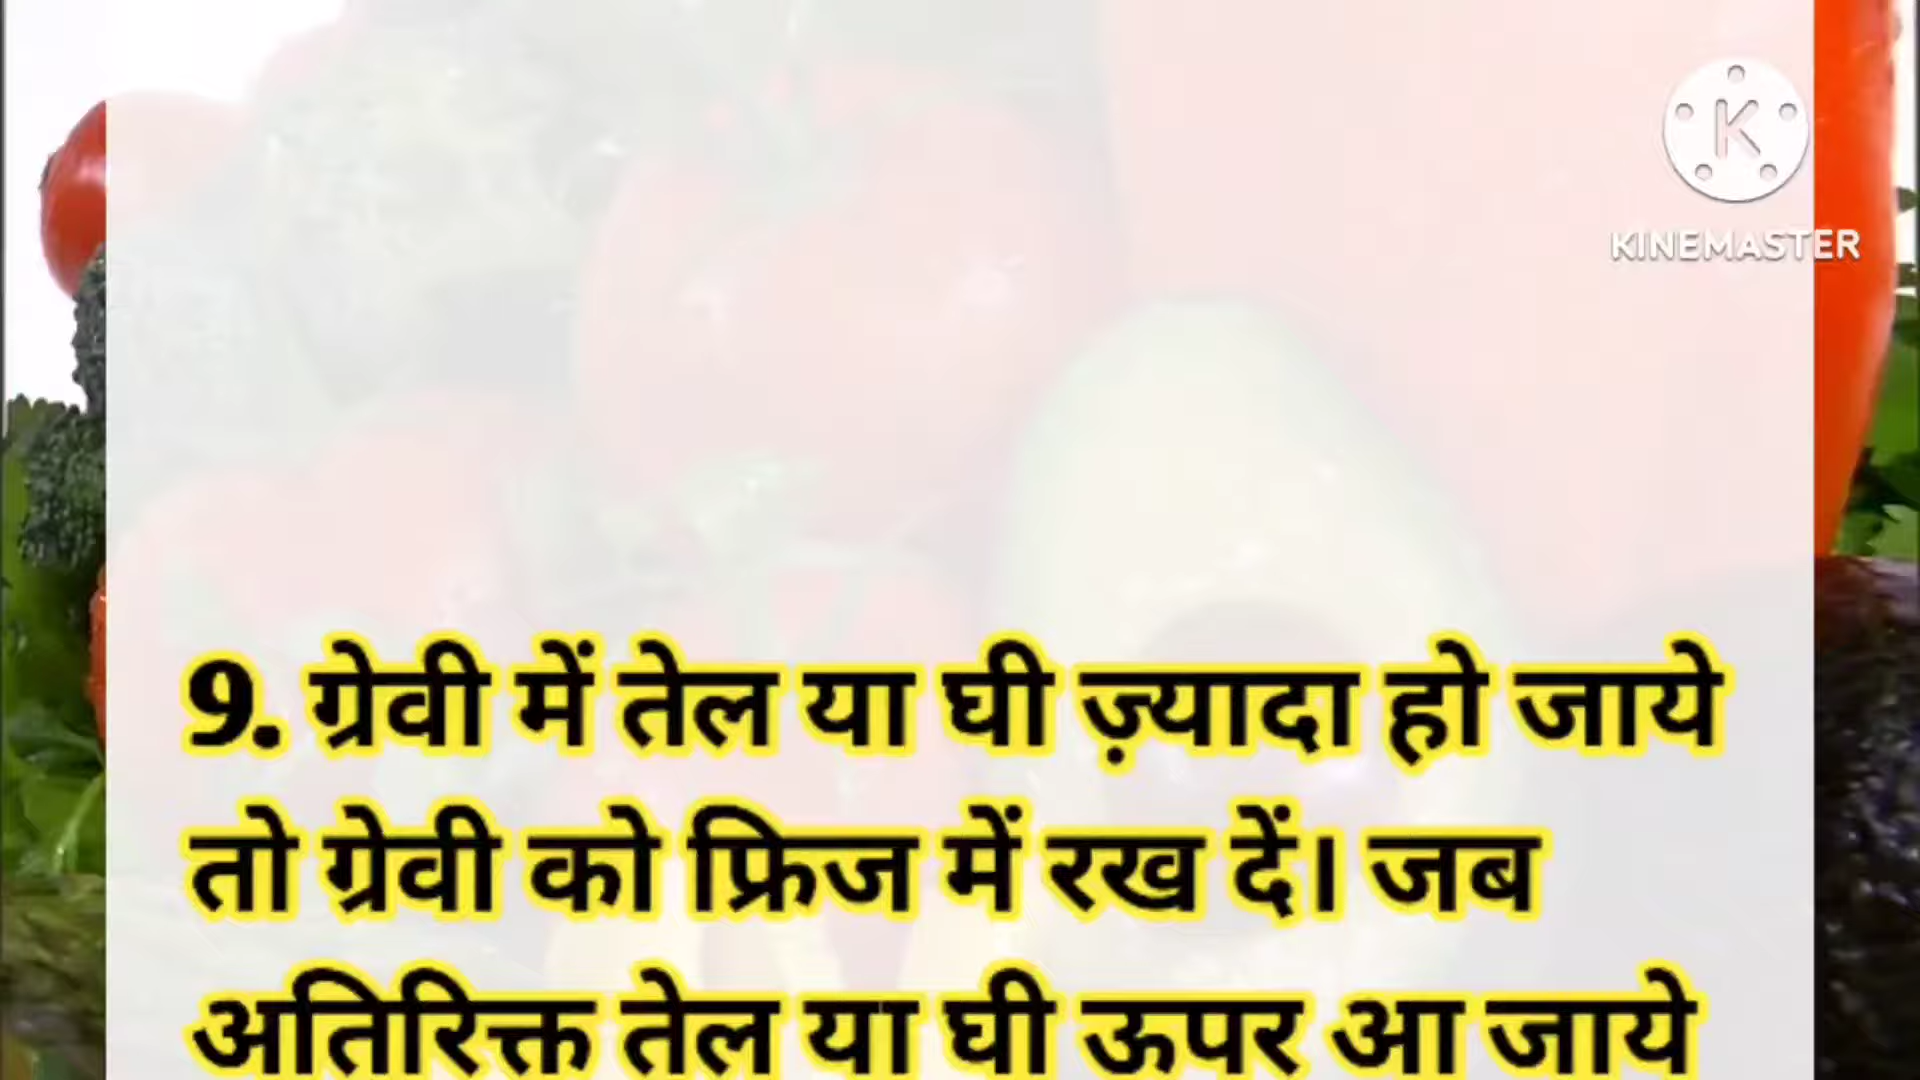 KINEMASTER
9. ग्रेवी में तेल या घी ज़्यादा हो जाये
तो ग्रेवी को फ्रिज में रख दें। जब
अतिरिक्त तेल या घी ऊपर आ जाये